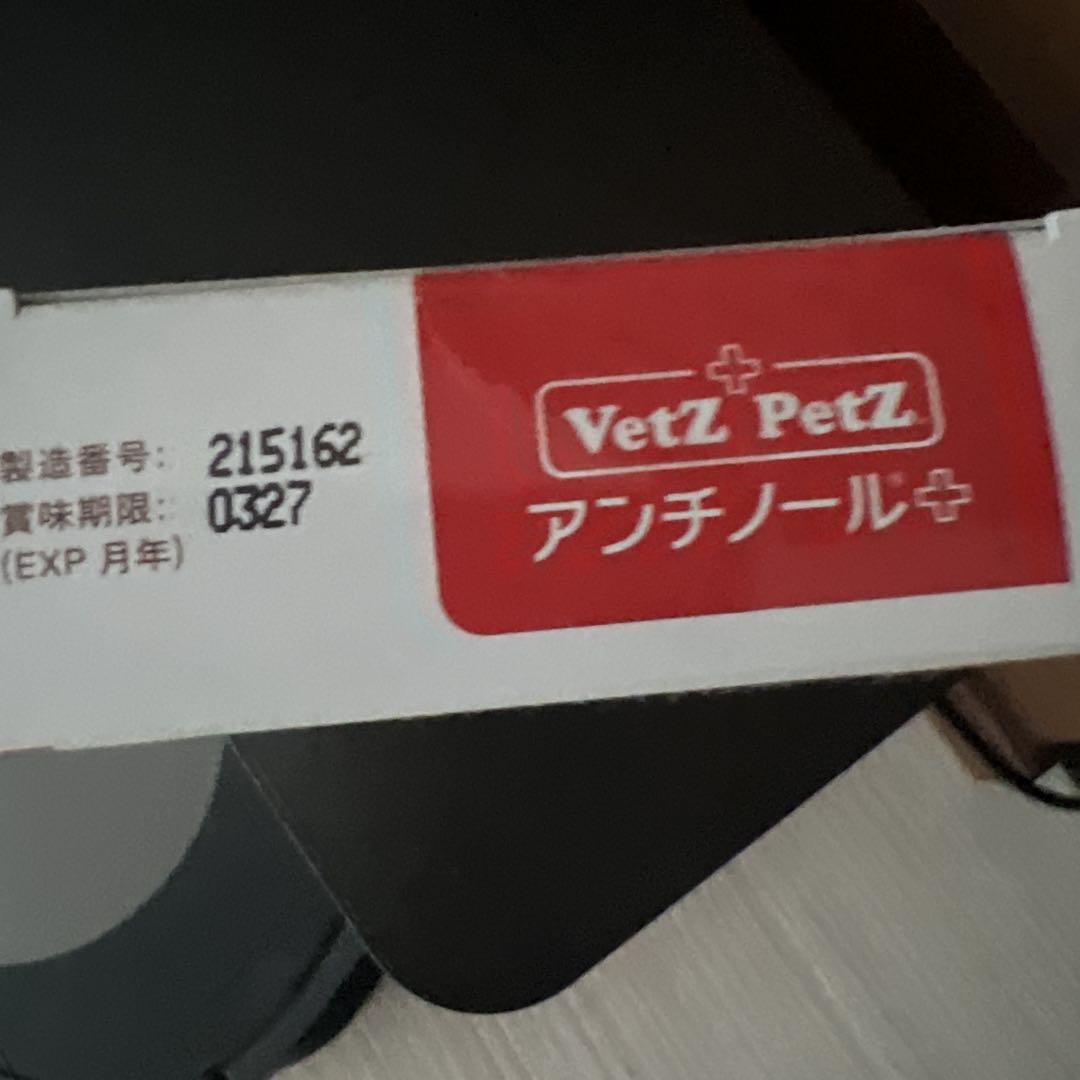 製造番号: 215162
賞味期限: 0327
(EXP 月年)
VetZ PetZ
アンチノール